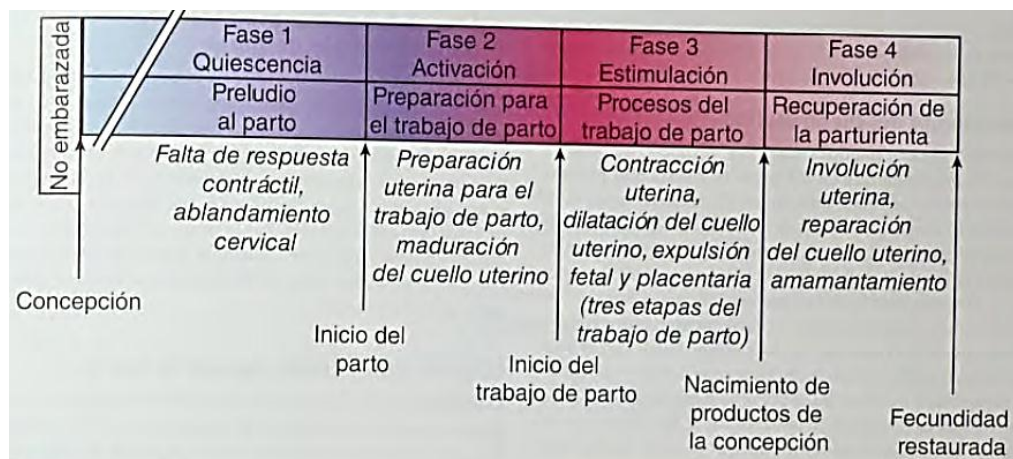 No embarazada
Fase 1
Quiescencia
Preludio
al parto
Falta de respuesta
contráctil,
ablandamiento
cervical
Fase 2
Activación
Preparación para
el trabajo de parto
Preparación
uterina para el
trabajo de parto,
maduración
del cuello uterino
Fase 3
Estimulación
Procesos del
trabajo de parto
Contracción
uterina,
dilatación del cuello
uterino, expulsión
fetal y placentaria
(tres etapas del
trabajo de parto)
Fase 4
Involución
Recuperación de
la parturienta
Involución
uterina,
reparación
del cuello uterino,
amamantamiento
Concepción
Inicio del
parto
Inicio del
trabajo de parto
Nacimiento de
productos de
la concepción
Fecundidad
restaurada